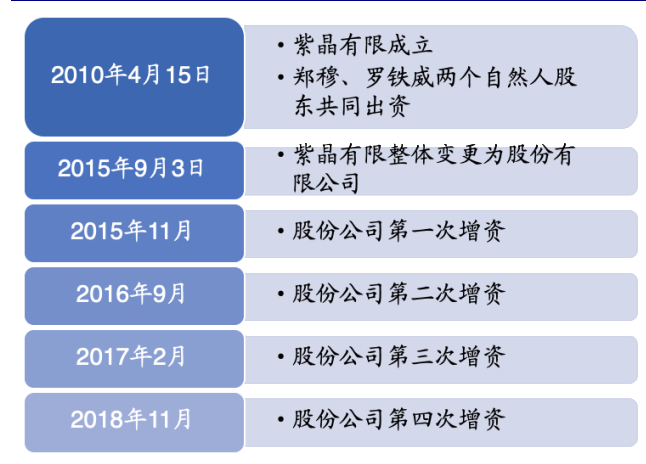 2010年4月15日
•紫晶有限成立
•郑穆、罗铁威两个自然人股
东共同出资
2015年9月3日
•紫晶有限整体变更为股份有
限公司
2015年11月
•股份公司第一次增资
2016年9月
•股份公司第二次增资
2017年2月
•股份公司第三次增资
2018年11月
•股份公司第四次增资